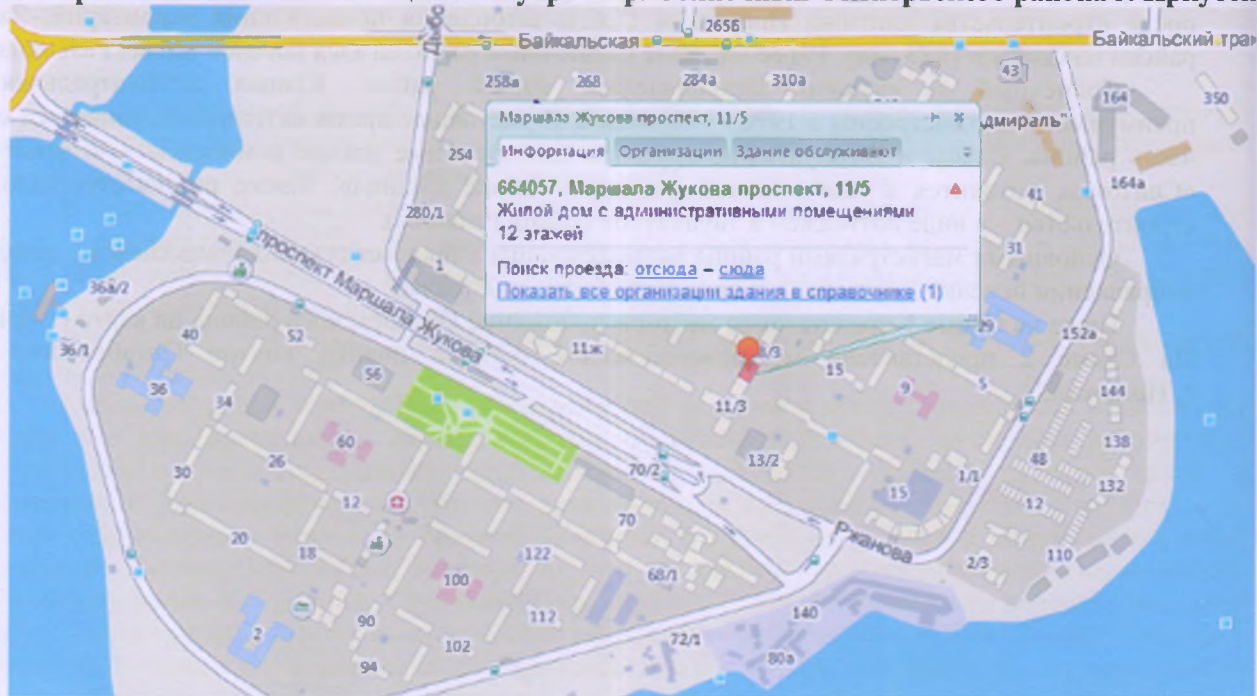 Байкальская
265Б
Байкальский тра
258а
268
284а
310а
43
164
350
Маршала Жукова проспект, 11/5
дмиралъ"
Информация
Организации
Здание обслуживают
254
664057, Маршала Жукова проспект, 11/5
Жилой дом с административными помещениями
12 этажей
164а
41
280/1
31
Поиск проезда: отсюда – сюда
Показать все организации здания в справочнике (1)
1
проспект Маршала Жукова
36а/2
36/1
40
52
11ж
29
152а
56
15
9
5
144
36
34
11/3
138
60
13/2
48
132
30
26
70/2
1/1
12
12
15
70
Ржанова
20
18
122
2/3
110
100
68/1
2
90
112
140
102
72/1
80а
94